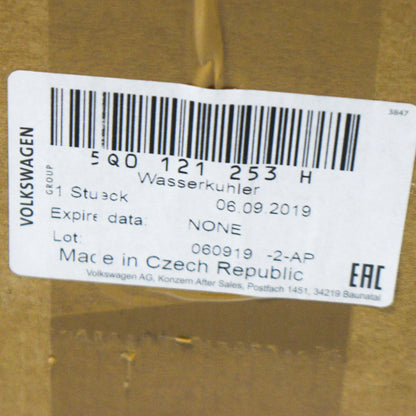 3847
VOLKSWAGEN
GROUP
5Q0 121 253 H
Wasserkuhler
1 Stueck 06.09.2019
Expire data: NONE
Lot: 060919 -2-AP
Made in Czech Republic
EAC
Volkswagen AG, Konzern After Sales, Postfach 1451, 34219 Baunatal